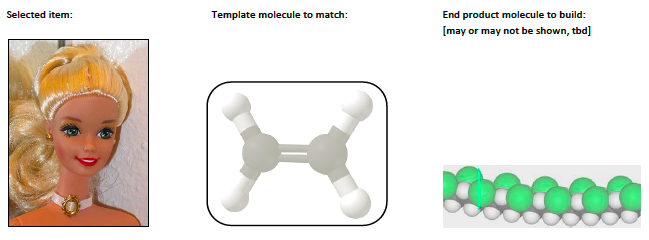 Selected item:
Template molecule to match:
End product molecule to build:
[may or may not be shown, tbd]